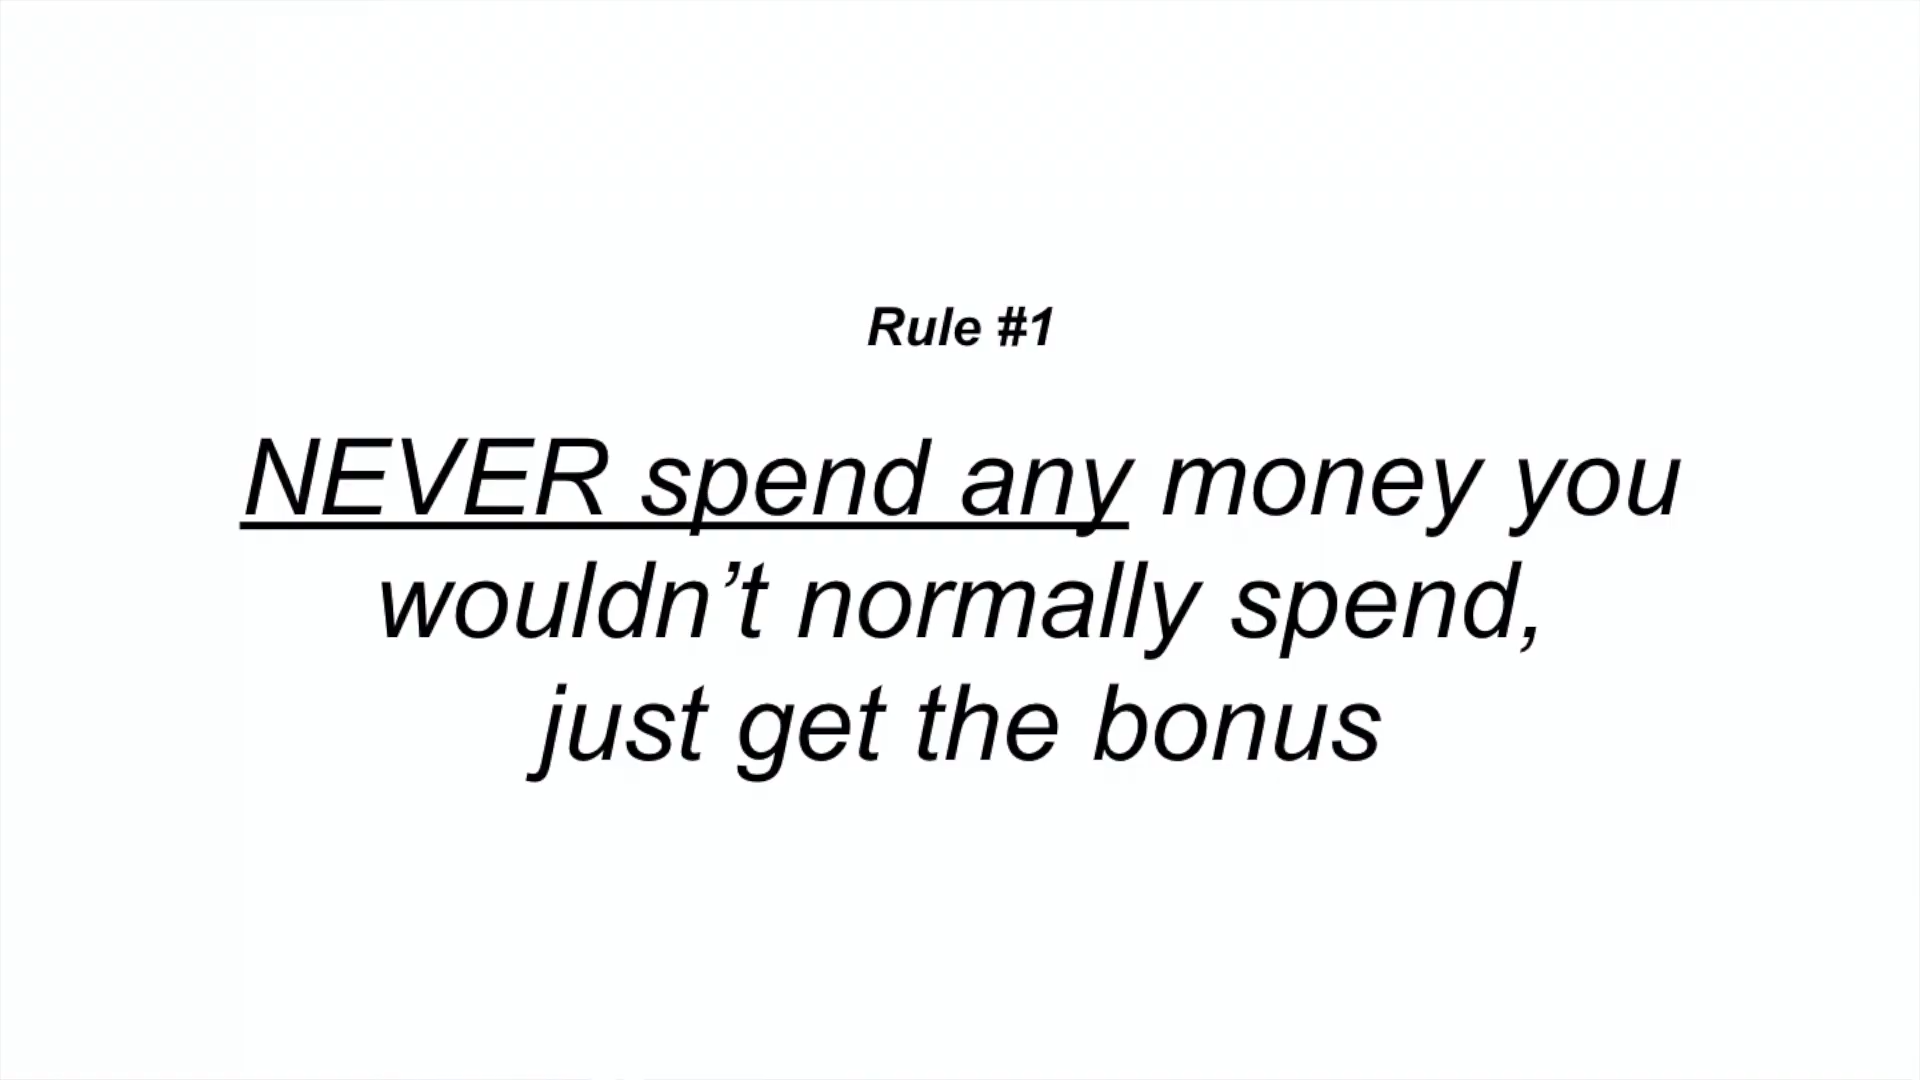 Rule #1
NEVER spend any money you
wouldn’t normally spend,
just get the bonus